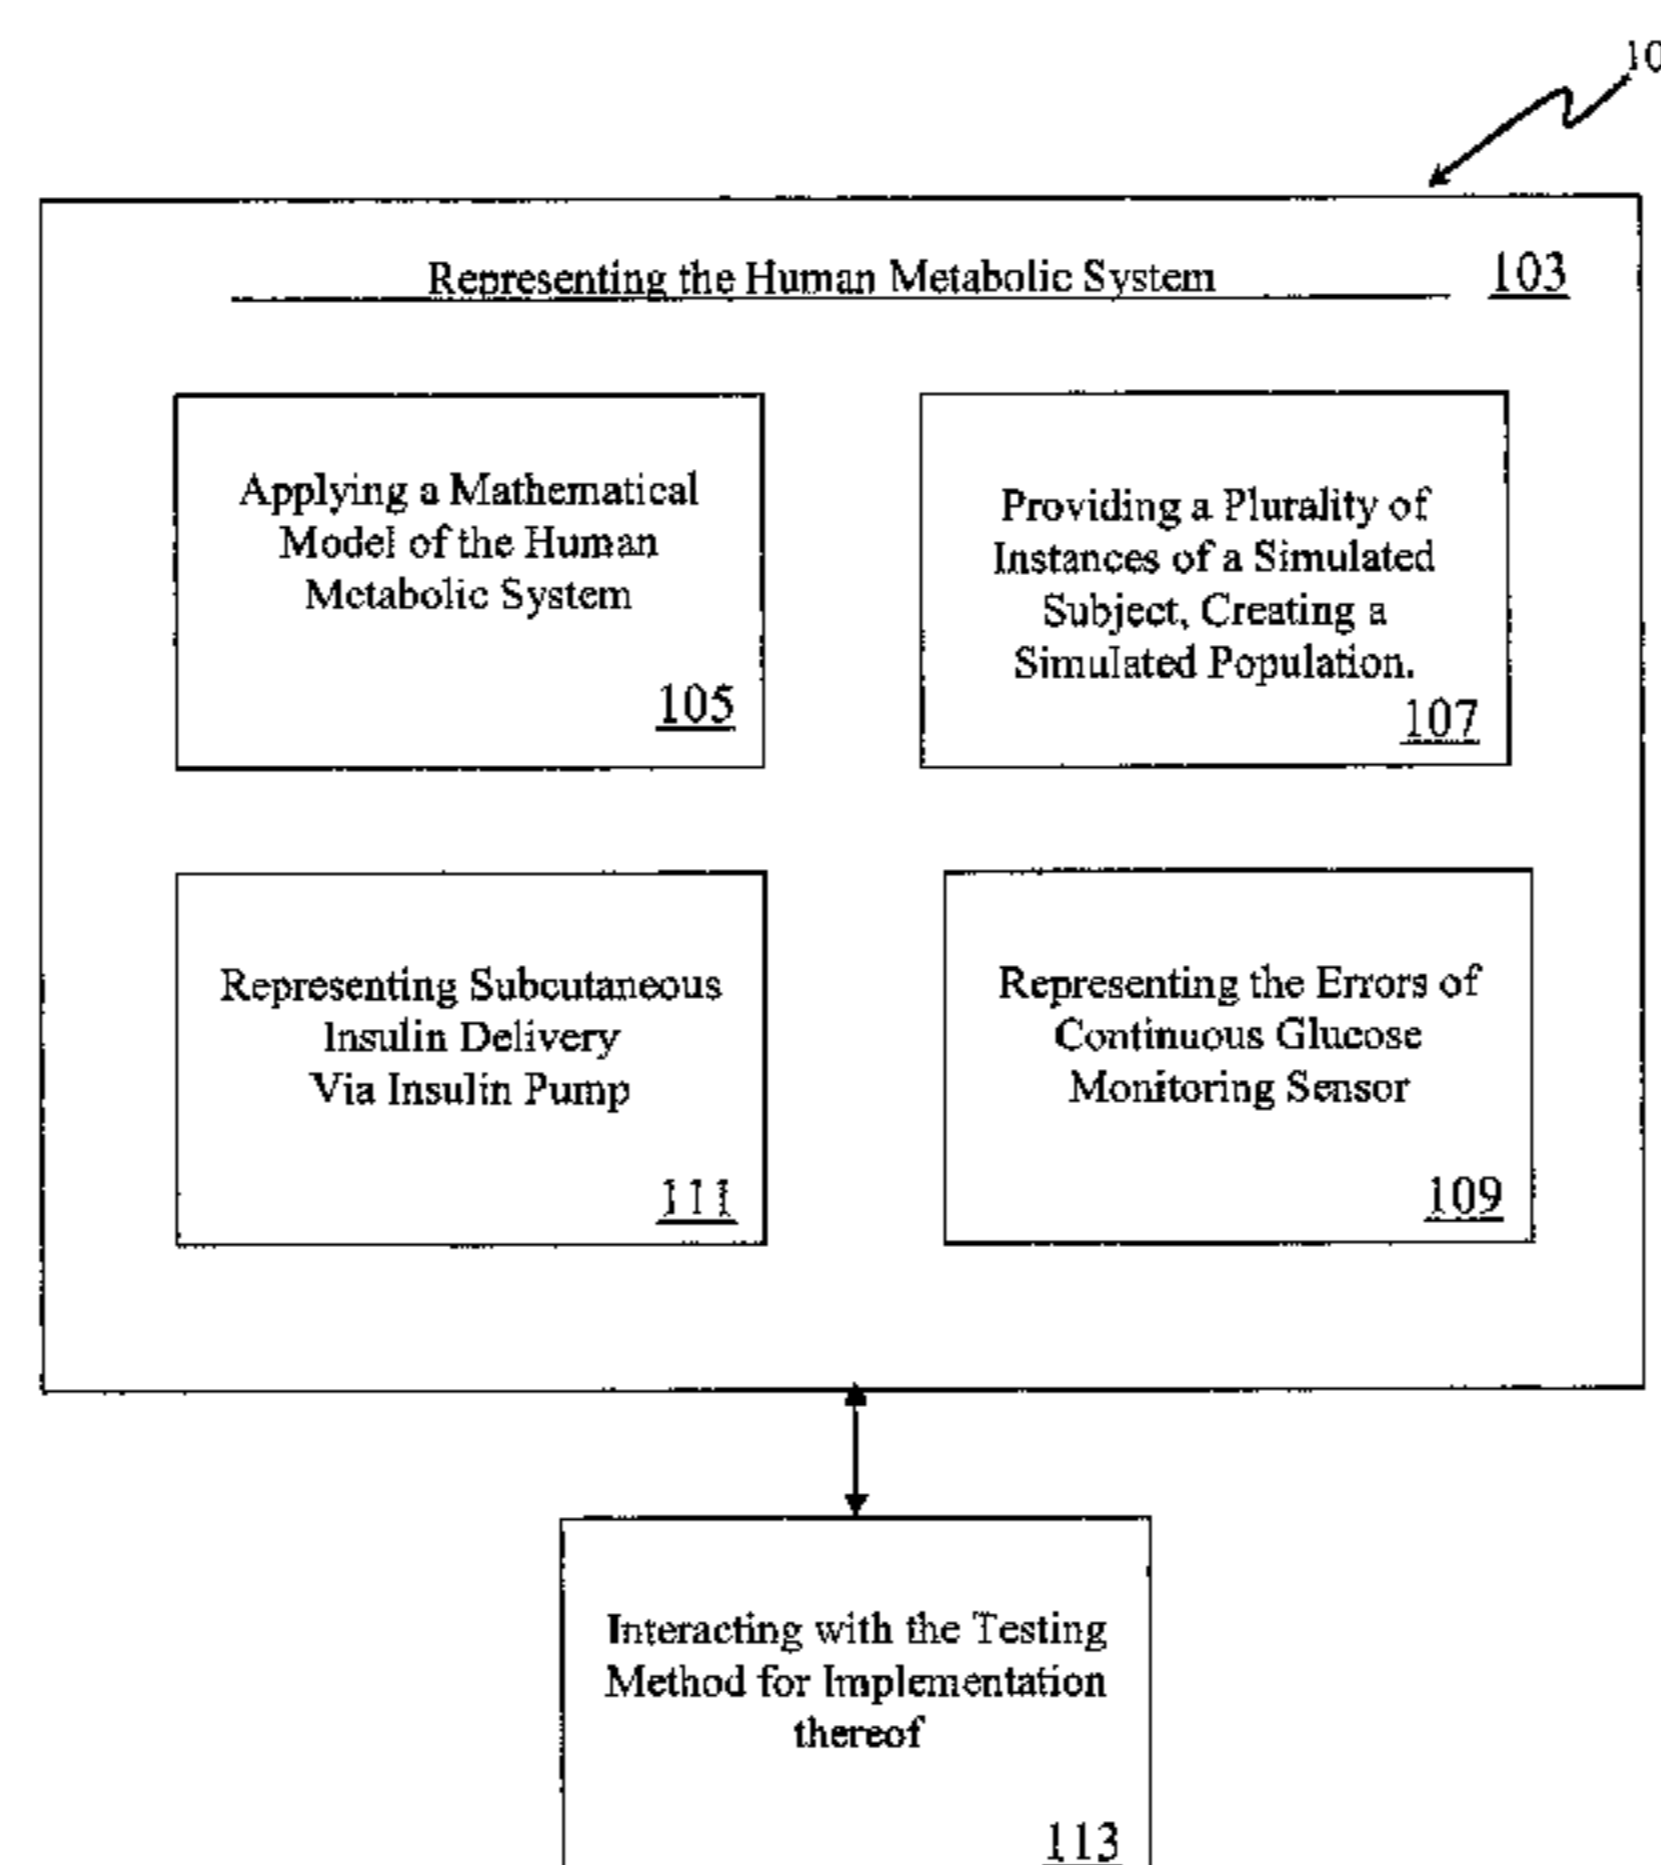 10
Representing the Human Metabolic System 103
Applying a Mathematical
Model of the Human
Metabolic System
105
Providing a Plurality of
Instances of a Simulated
Subject, Creating a
Simulated Population.
107
Representing Subcutaneous
Insulin Delivery
Via Insulin Pump
111
Representing the Errors of
Continuous Glucose
Monitoring Sensor
109
Interacting with the Testing
Method for Implementation
thereof
113